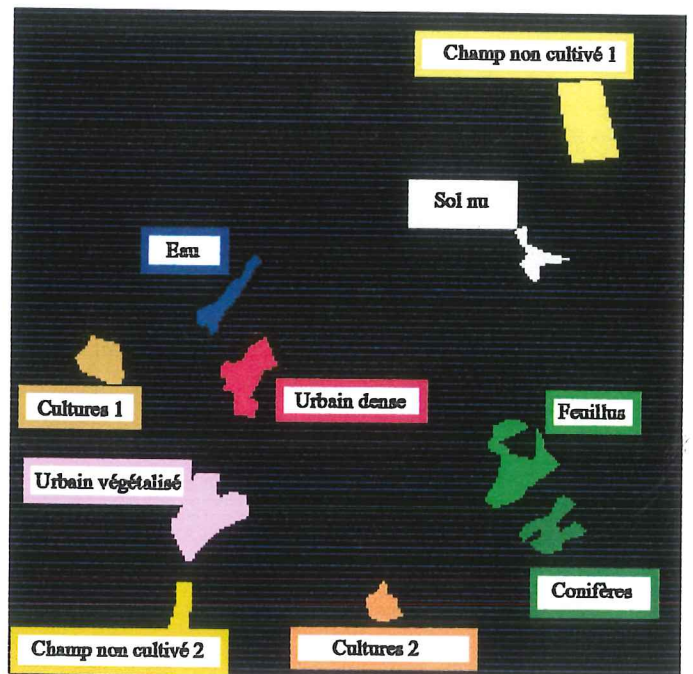 Champ non cultivé 1
Sol nu
Eau
Cultures 1
Urbain dense
Feuillus
Urbain végétalisé
Conifères
Champ non cultivé 2
Cultures 2